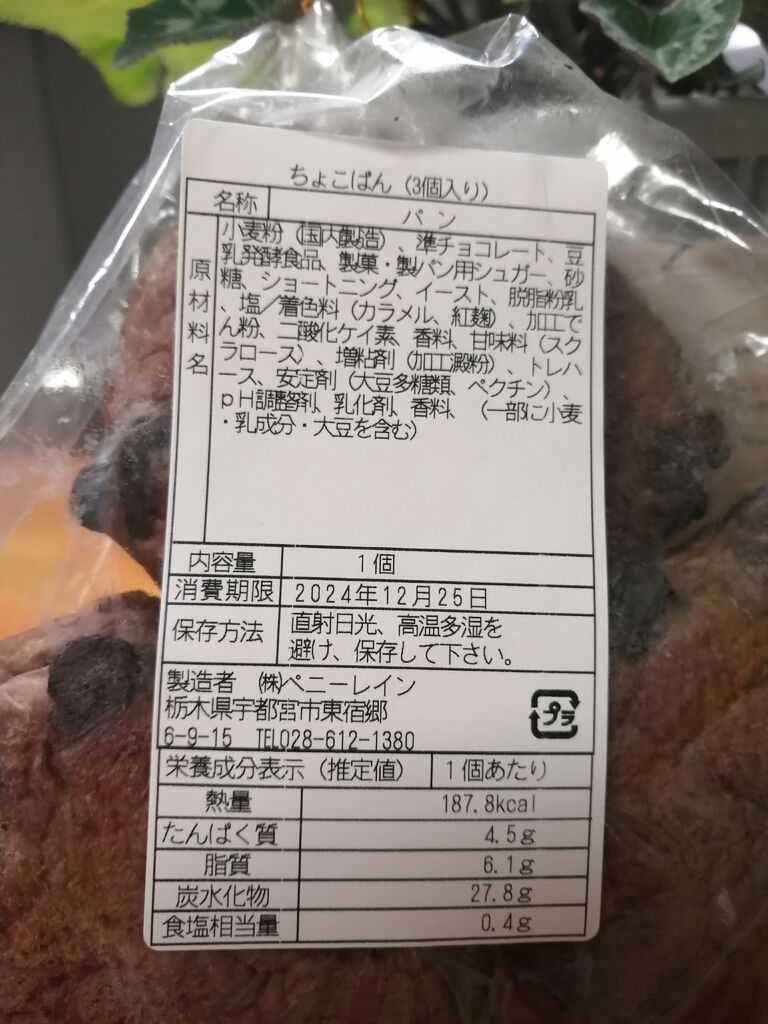 ちょこぱん（3個入り）
名称 パン
原材料名
小麦粉（国内製造）、準チョコレート、豆
乳発酵食品、製菓・製パン用シュガー、砂
糖、ショートニング、イースト、脱脂粉乳
、塩／着色料（カラメル、紅麹）、加工で
ん粉、二酸化ケイ素、香料、甘味料（スク
ラロース）、増粘剤（加工澱粉）、トレハ
ース、安定剤（大豆多糖類、ペクチン）、
pH調整剤、乳化剤、香料、（一部に小麦
・乳成分・大豆を含む）
内容量 1個
消費期限 2024年12月25日
保存方法 直射日光、高温多湿を
避け、保存して下さい。
製造者 ㈱ペニーレイン
栃木県宇都宮市東宿郷
6-9-15 TEL028-612-1380
プラ
栄養成分表示（推定値） 1個あたり
熱量 187.8kcal
たんぱく質 4.5g
脂質 6.1g
炭水化物 27.8g
食塩相当量 0.4g